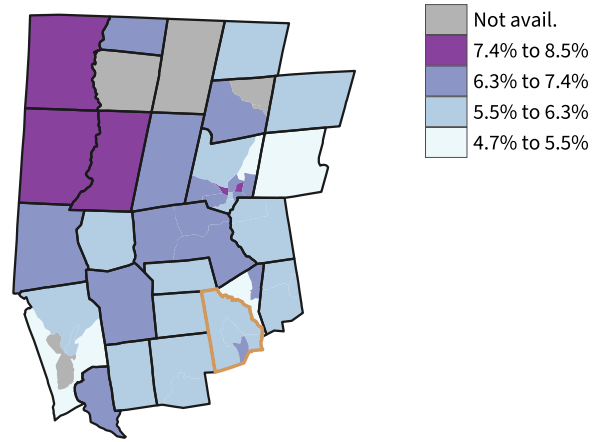 Not avail.
7.4% to 8.5%
6.3% to 7.4%
5.5% to 6.3%
4.7% to 5.5%